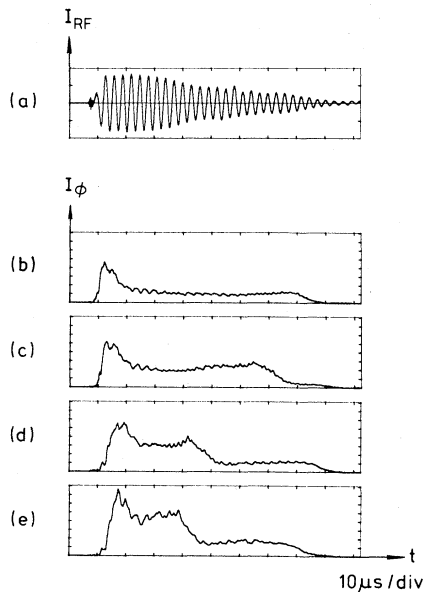 I_RF
(a)
I_ϕ
(b)
(c)
(d)
(e)
t
10μs/div